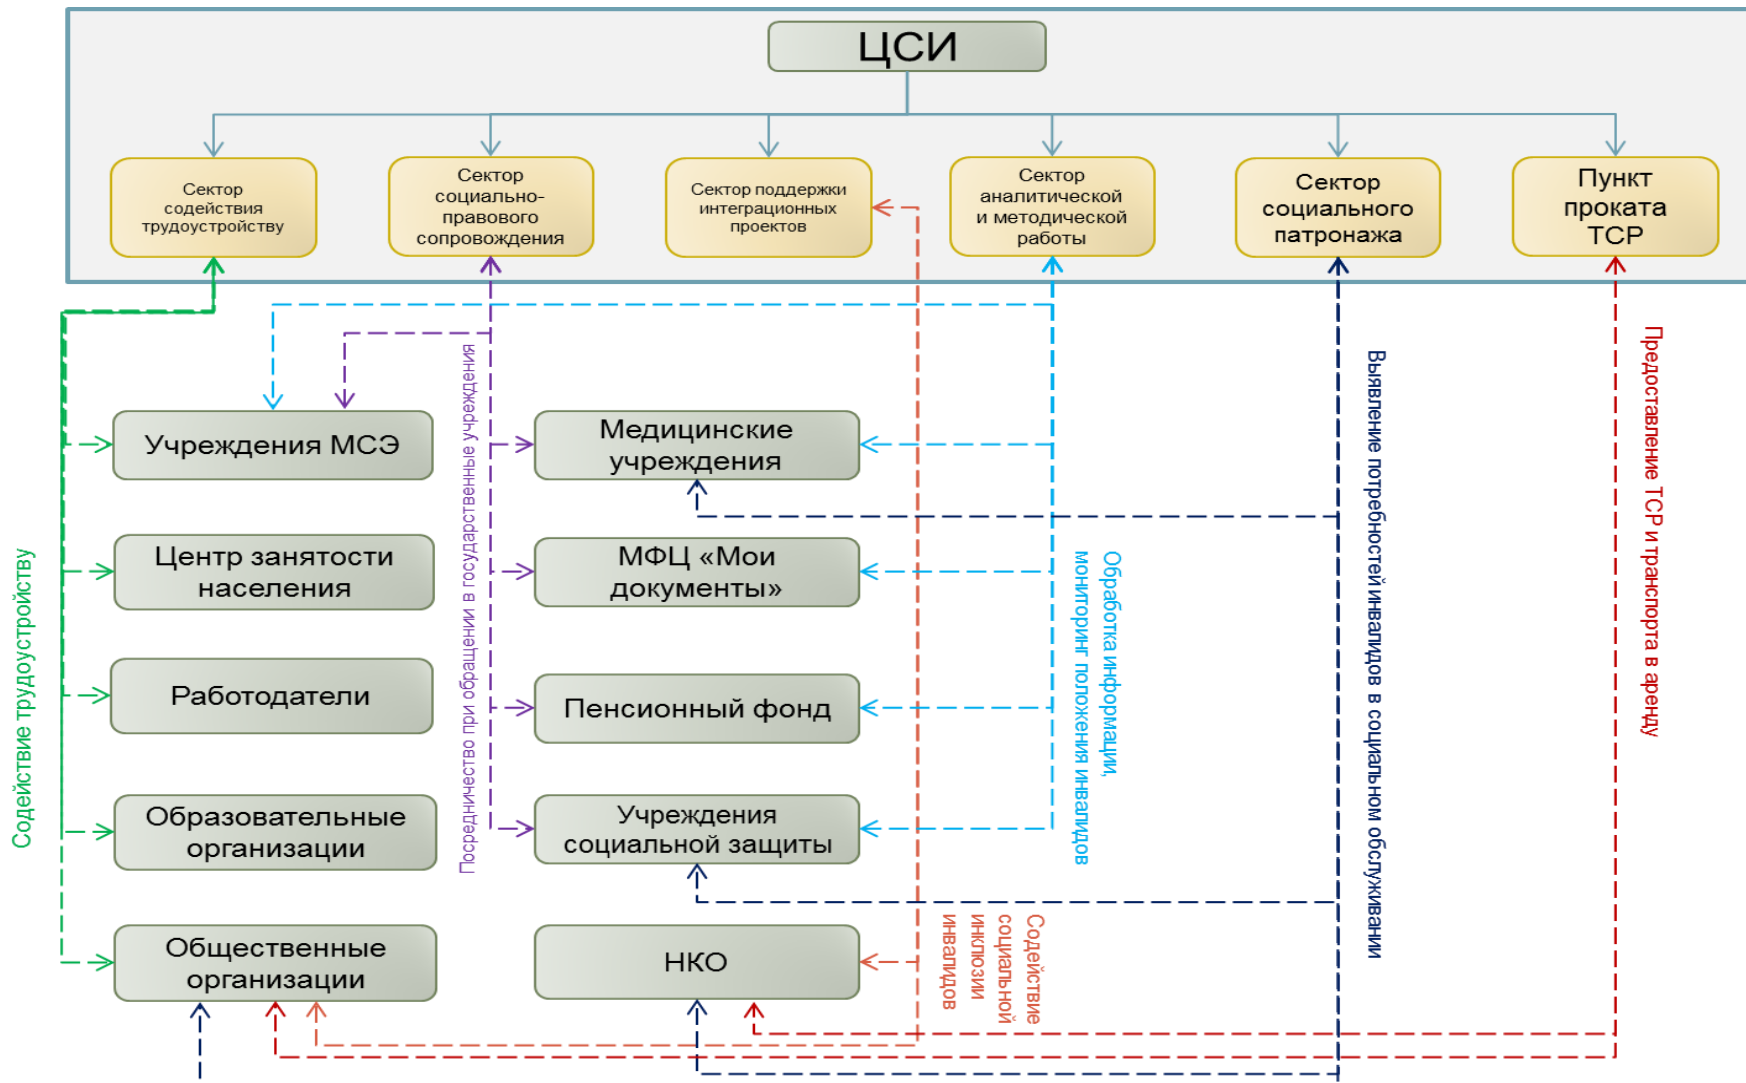 ЦСИ
Сектор
содействия
трудоустройству
Сектор
социально-
правового
сопровождения
Сектор поддержки
интеграционных
проектов
Сектор
аналитической
и методической
работы
Сектор
социального
патронажа
Пункт
проката
ТСР
Содействие трудоустройству
Учреждения МСЭ
Центр занятости
населения
Работодатели
Образовательные
организации
Общественные
организации
Посредничество при обращении в государственные учреждения
Медицинские
учреждения
МФЦ «Мои
документы»
Пенсионный фонд
Учреждения
социальной защиты
НКО
Содействие
социальной
инклюзии
инвалидов
Обработка информации,
мониторинг положения инвалидов
Выявление потребностей инвалидов в социальном обслуживании
Предоставление ТСР и транспорта в аренду